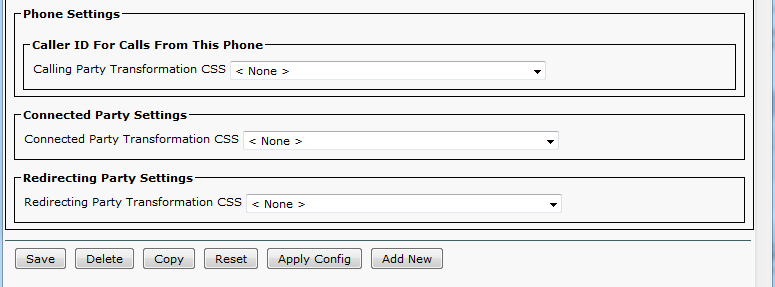 Phone Settings
Caller ID For Calls From This Phone
Calling Party Transformation CSS < None >
Connected Party Settings
Connected Party Transformation CSS < None >
Redirecting Party Settings
Redirecting Party Transformation CSS < None >
Save Delete Copy Reset Apply Config Add New